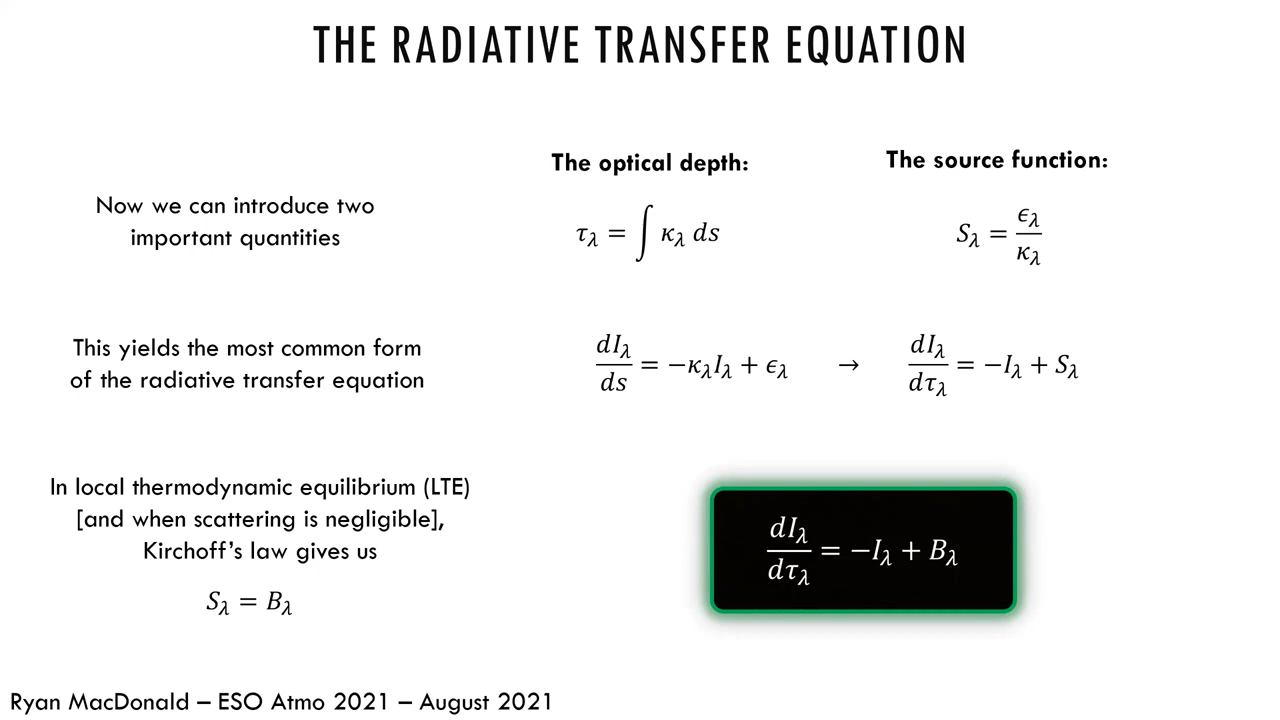 THE RADIATIVE TRANSFER EQUATION
The optical depth:
The source function:
Now we can introduce two
important quantities
τ_λ = ∫ κ_λ ds
S_λ = ϵ_λ / κ_λ
This yields the most common form
of the radiative transfer equation
dI_λ / ds = −κ_λ I_λ + ϵ_λ → dI_λ / dτ_λ = −I_λ + S_λ
In local thermodynamic equilibrium (LTE)
[and when scattering is negligible],
Kirchoff's law gives us
S_λ = B_λ
dI_λ / dτ_λ = −I_λ + B_λ
Ryan MacDonald – ESO Atmo 2021 – August 2021